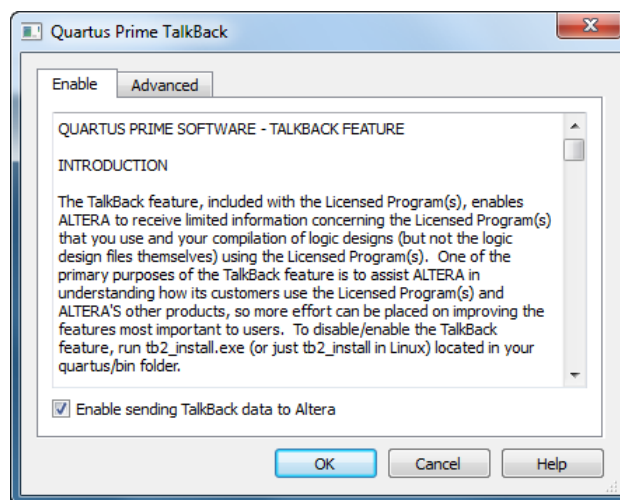 Quartus Prime TalkBack
Enable
Advanced
QUARTUS PRIME SOFTWARE - TALKBACK FEATURE
INTRODUCTION
The TalkBack feature, included with the Licensed Program(s), enables
ALTERA to receive limited information concerning the Licensed Program(s)
that you use and your compilation of logic designs (but not the logic
design files themselves) using the Licensed Program(s).  One of the
primary purposes of the TalkBack feature is to assist ALTERA in
understanding how its customers use the Licensed Program(s) and
ALTERA'S other products, so more effort can be placed on improving the
features most important to users.  To disable/enable the TalkBack
feature, run tb2_install.exe (or just tb2_install in Linux) located in your
quartus/bin folder.
Enable sending TalkBack data to Altera
OK
Cancel
Help